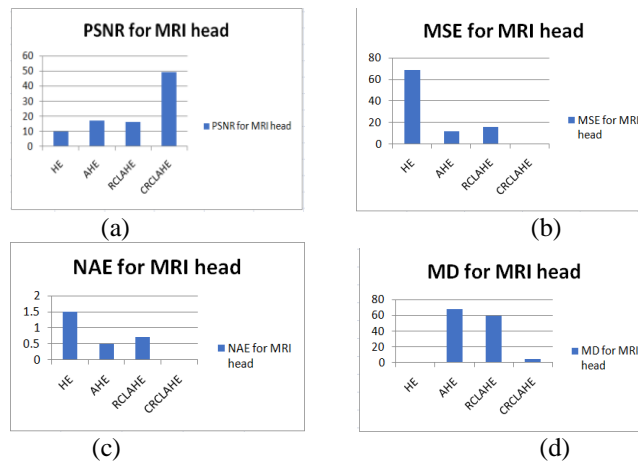 PSNR for MRI head
60
50
40
30
20
10
0
HE
AHE
RCLAHE
CRCLAHE
PSNR for MRI head
(a)
MSE for MRI head
80
60
40
20
0
HE
AHE
RCLAHE
CRCLAHE
MSE for MRI
head
(b)
NAE for MRI head
2
1.5
1
0.5
0
HE
AHE
RCLAHE
CRCLAHE
NAE for MRI
head
(c)
MD for MRI head
80
60
40
20
0
HE
AHE
RCLAHE
CRCLAHE
MD for MRI
head
(d)